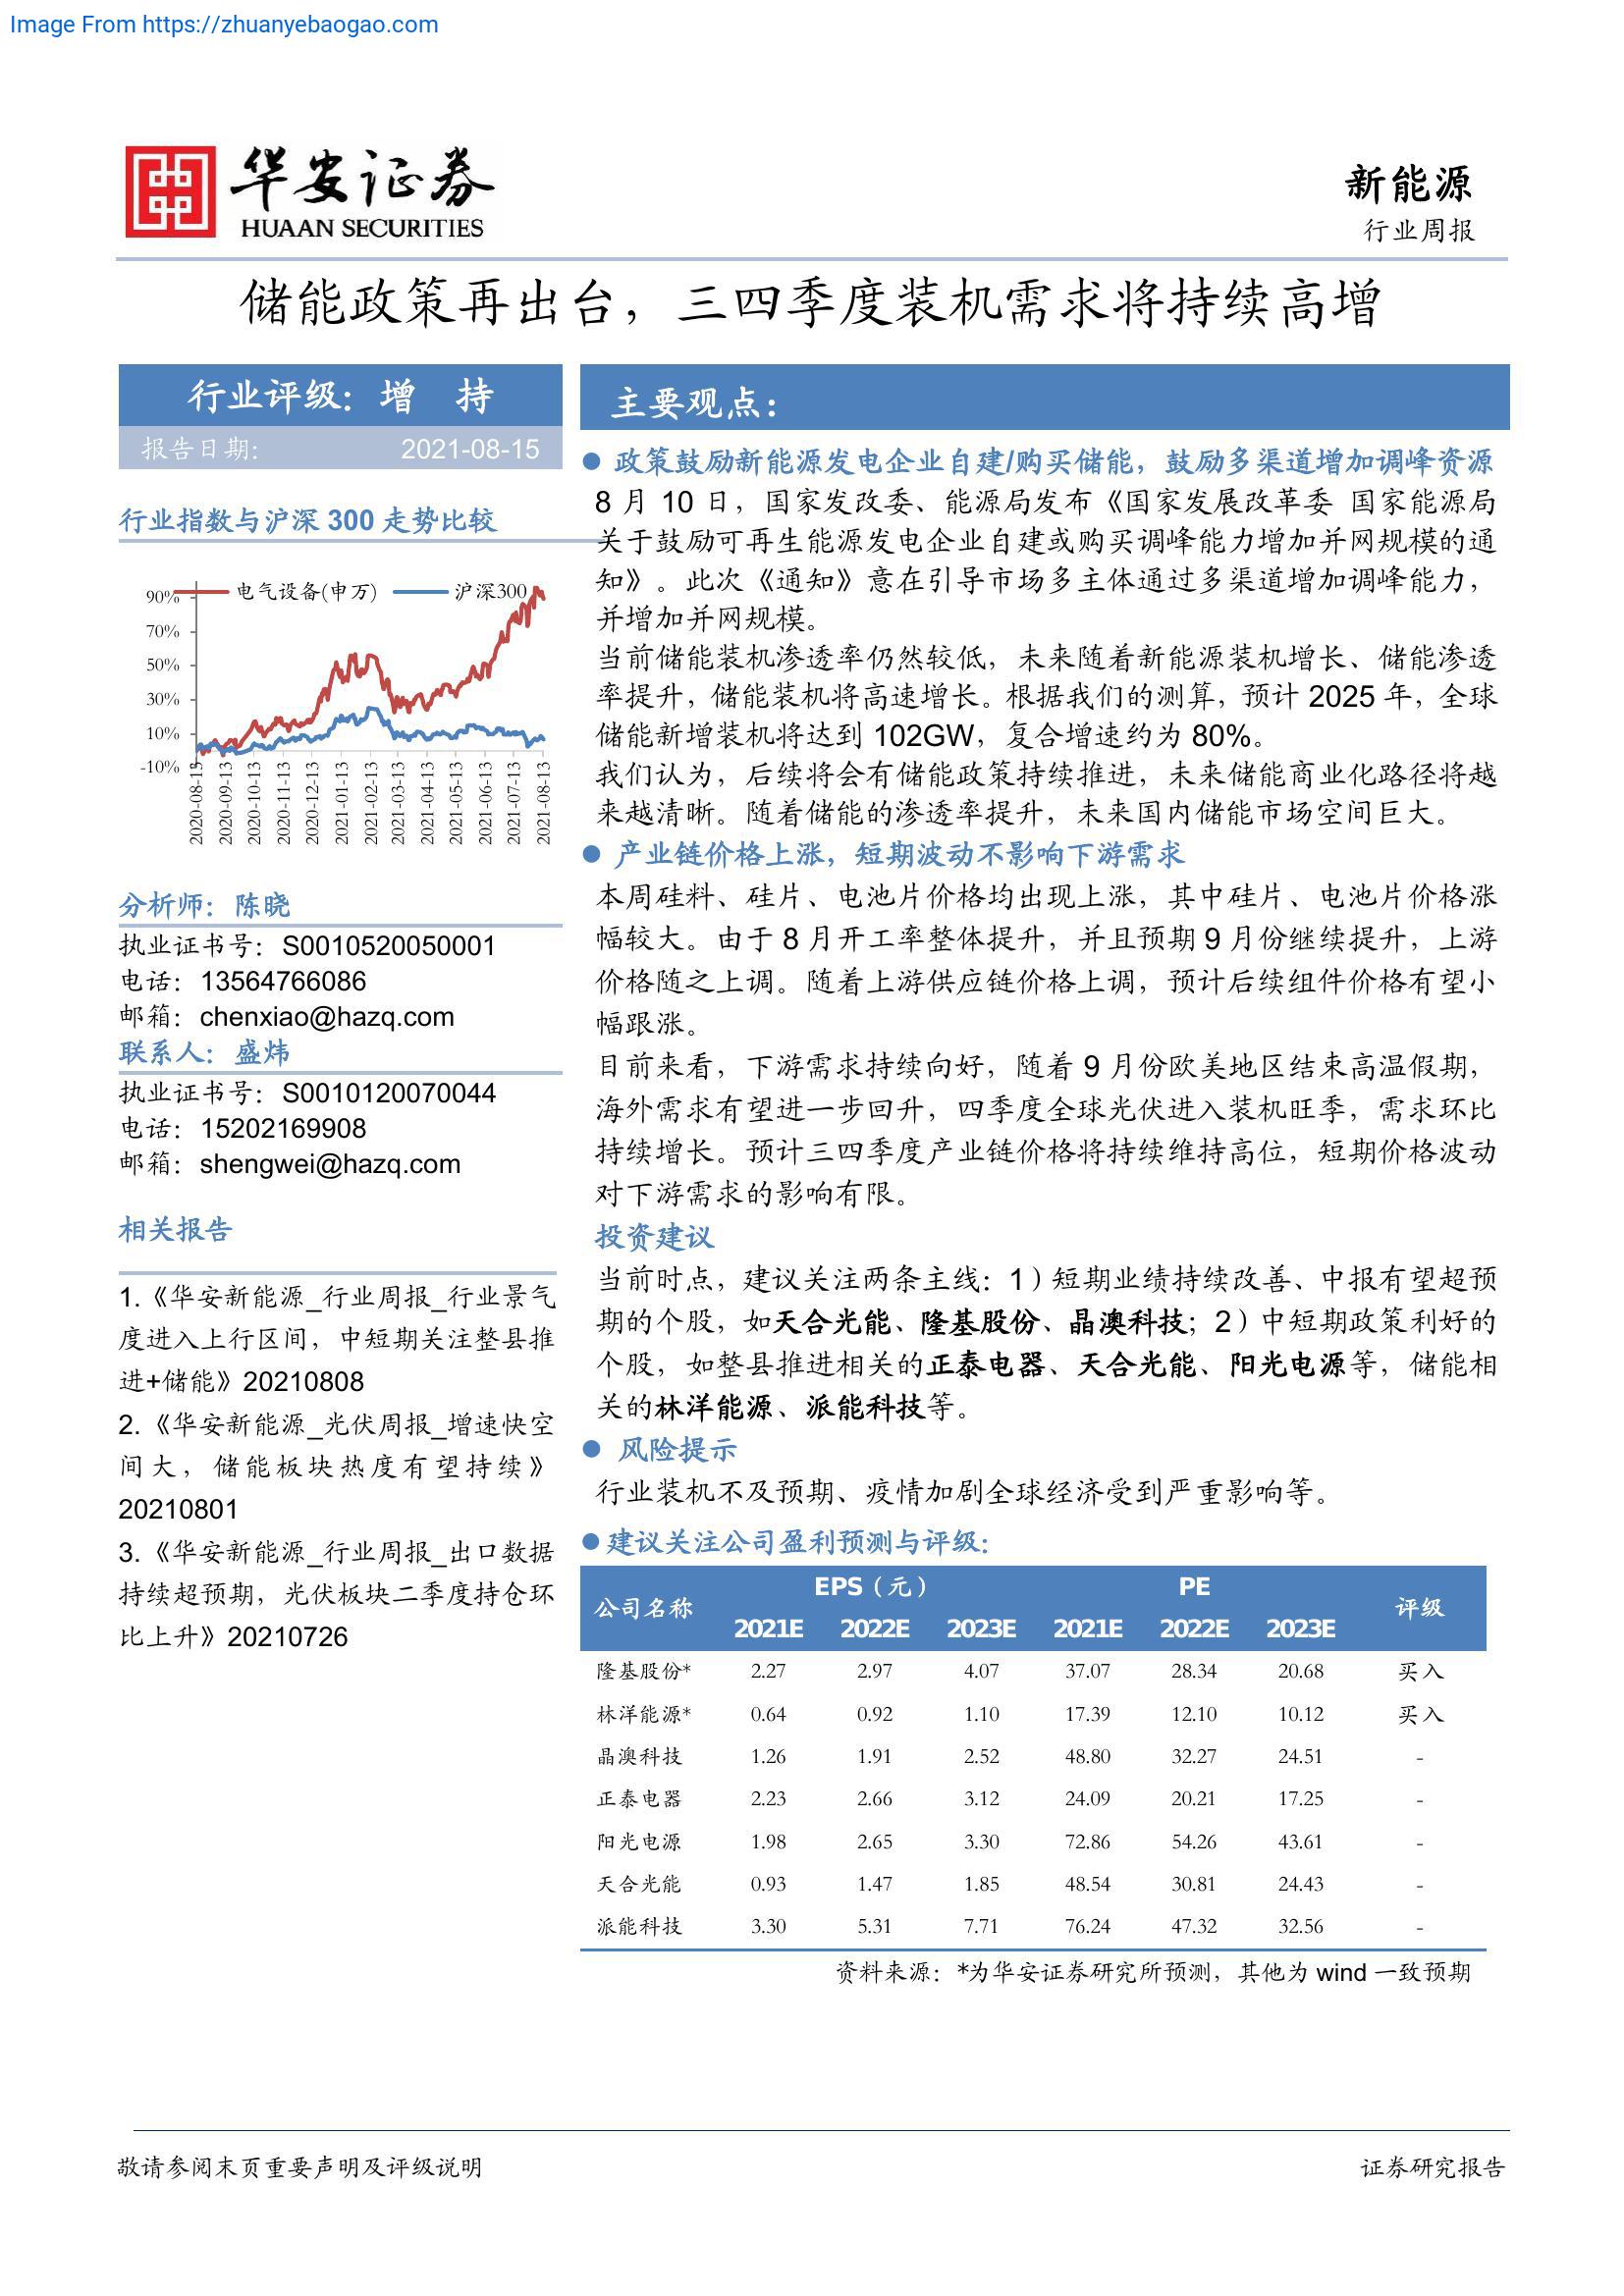 Image From https://zhuanyebaogao.com
华安证券
HUAAN SECURITIES
新能源
行业周报
储能政策再出台，三四季度装机需求将持续高增
行业评级：增 持
报告日期： 2021-08-15
行业指数与沪深 300 走势比较
电气设备(申万) 沪深300
90%
70%
50%
30%
10%
-10%
2020-08-13
2020-09-13
2020-10-13
2020-11-13
2020-12-13
2021-01-13
2021-02-13
2021-03-13
2021-04-13
2021-05-13
2021-06-13
2021-07-13
2021-08-13
分析师：陈晓
执业证书号：S0010520050001
电话：13564766086
邮箱：chenxiao@hazq.com
联系人：盛炜
执业证书号：S0010120070044
电话：15202169908
邮箱：shengwei@hazq.com
相关报告
1.《华安新能源_行业周报_行业景气
度进入上行区间，中短期关注整县推
进+储能》20210808
2.《华安新能源_光伏周报_增速快空
间大，储能板块热度有望持续》
20210801
3.《华安新能源_行业周报_出口数据
持续超预期，光伏板块二季度持仓环
比上升》20210726
主要观点：
● 政策鼓励新能源发电企业自建/购买储能，鼓励多渠道增加调峰资源
8 月 10 日，国家发改委、能源局发布《国家发展改革委 国家能源局
关于鼓励可再生能源发电企业自建或购买调峰能力增加并网规模的通
知》。此次《通知》意在引导市场多主体通过多渠道增加调峰能力，
并增加并网规模。
当前储能装机渗透率仍然较低，未来随着新能源装机增长、储能渗透
率提升，储能装机将高速增长。根据我们的测算，预计 2025 年，全球
储能新增装机将达到 102GW，复合增速约为 80%。
我们认为，后续将会有储能政策持续推进，未来储能商业化路径将越
来越清晰。随着储能的渗透率提升，未来国内储能市场空间巨大。
● 产业链价格上涨，短期波动不影响下游需求
本周硅料、硅片、电池片价格均出现上涨，其中硅片、电池片价格涨
幅较大。由于 8 月开工率整体提升，并且预期 9 月份继续提升，上游
价格随之上调。随着上游供应链价格上调，预计后续组件价格有望小
幅跟涨。
目前来看，下游需求持续向好，随着 9 月份欧美地区结束高温假期，
海外需求有望进一步回升，四季度全球光伏进入装机旺季，需求环比
持续增长。预计三四季度产业链价格将持续维持高位，短期价格波动
对下游需求的影响有限。
投资建议
当前时点，建议关注两条主线：1）短期业绩持续改善、中报有望超预
期的个股，如天合光能、隆基股份、晶澳科技；2）中短期政策利好的
个股，如整县推进相关的正泰电器、天合光能、阳光电源等，储能相
关的林洋能源、派能科技等。
● 风险提示
行业装机不及预期、疫情加剧全球经济受到严重影响等。
● 建议关注公司盈利预测与评级：
公司名称 EPS（元） PE 评级
2021E 2022E 2023E 2021E 2022E 2023E
隆基股份* 2.27 2.97 4.07 37.07 28.34 20.68 买入
林洋能源* 0.64 0.92 1.10 17.39 12.10 10.12 买入
晶澳科技 1.26 1.91 2.52 48.80 32.27 24.51 -
正泰电器 2.23 2.66 3.12 24.09 20.21 17.25 -
阳光电源 1.98 2.65 3.30 72.86 54.26 43.61 -
天合光能 0.93 1.47 1.85 48.54 30.81 24.43 -
派能科技 3.30 5.31 7.71 76.24 47.32 32.56 -
资料来源：*为华安证券研究所预测，其他为 wind 一致预期
敬请参阅末页重要声明及评级说明 证券研究报告